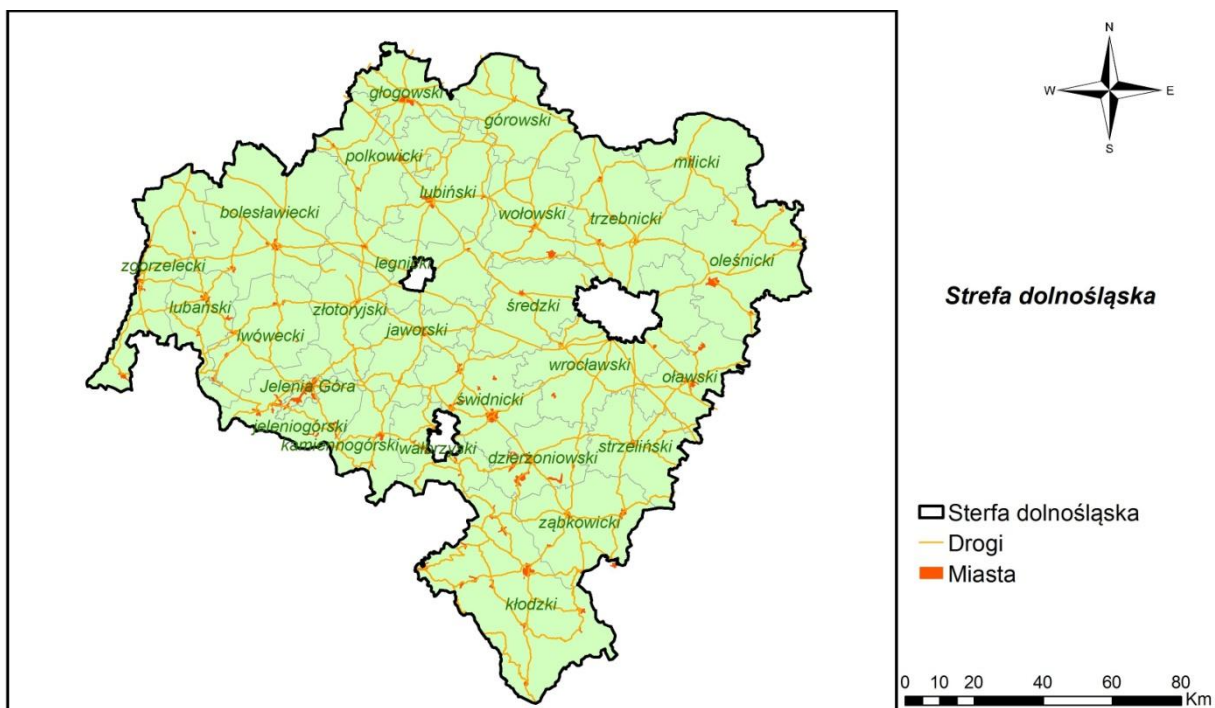 głogowski
górowski
polkowicki
milicki
lubiński
bolesławiecki
wołowski
trzebnicki
zgorzelecki
legnicki
oleśnicki
lubański
złotoryjski
średzki
lwówecki
jaworski
wrocławski
oławski
Jelenia Góra
świdnicki
jeleniogórski
kamiennogórski
wałbrzyski
dzierżoniowski
strzeliński
ząbkowicki
kłodzki
N
W
E
S
Strefa dolnośląska
Sterfa dolnośląska
Drogi
Miasta
0 10 20 40 60 80
Km